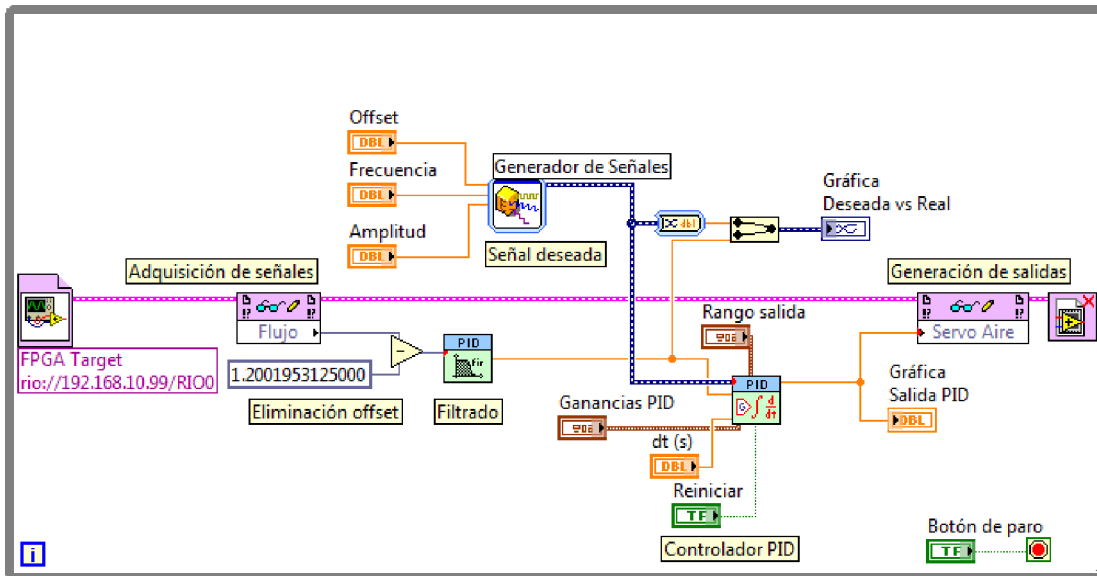 Offset
DBL
Frecuencia
DBL
Amplitud
DBL
Generador de Señales
Señal deseada
dbl
Gráfica
Deseada vs Real
Adquisición de señales
Flujo
FPGA Target
rio://192.168.10.99/RIO0
1.2001953125000
Eliminación offset
PID
fir
Filtrado
Rango salida
Ganancias PID
dt (s)
DBL
Reiniciar
TF
PID
d
dt
Controlador PID
Generación de salidas
Servo Aire
Gráfica
Salida PID
DBL
Botón de paro
TF
i